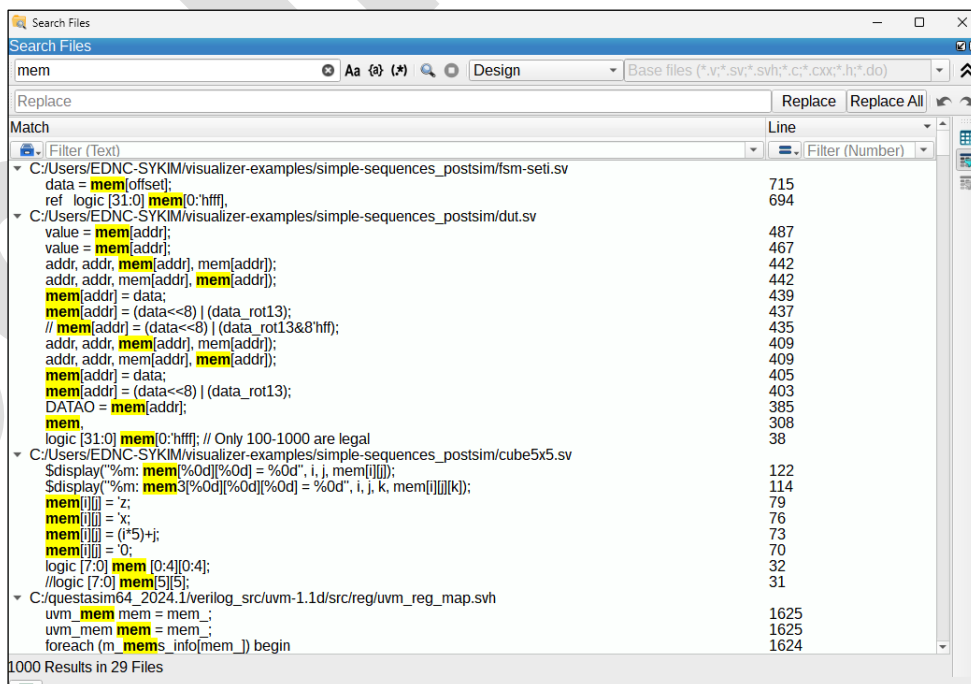 Search Files
Search Files
mem Aa {a} (.*) Design Base files (*.v;*.sv;*.svh;*.c;*.cxx;*.h;*.do)
Replace Replace Replace All
Match Line
Filter (Text) Filter (Number)
C:/Users/EDNC-SYKIM/visualizer-examples/simple-sequences_postsim/fsm-seti.sv
data = mem[offset]; 715
ref logic [31:0] mem[0:'hfff], 694
C:/Users/EDNC-SYKIM/visualizer-examples/simple-sequences_postsim/dut.sv
value = mem[addr]; 487
value = mem[addr]; 467
addr, addr, mem[addr], mem[addr]); 442
addr, addr, mem[addr], mem[addr]); 442
mem[addr] = data; 439
mem[addr] = (data<<8) | (data_rot13); 437
// mem[addr] = (data<<8) | (data_rot13&8'hff); 435
addr, addr, mem[addr], mem[addr]); 409
addr, addr, mem[addr], mem[addr]); 409
mem[addr] = data; 405
mem[addr] = (data<<8) | (data_rot13); 403
DATAO = mem[addr]; 385
mem, 308
logic [31:0] mem[0:'hfff]; // Only 100-1000 are legal 38
C:/Users/EDNC-SYKIM/visualizer-examples/simple-sequences_postsim/cube5x5.sv
$display("%m: mem[%0d][%0d] = %0d", i, j, mem[i][j]); 122
$display("%m: mem3[%0d][%0d][%0d] = %0d", i, j, k, mem[i][j][k]); 114
mem[i][j] = 'z; 79
mem[i][j] = 'x; 76
mem[i][j] = (i*5)+j; 73
mem[i][j] = '0; 70
logic [7:0] mem [0:4][0:4]; 32
//logic [7:0] mem[5][5]; 31
C:/questasim64_2024.1/verilog_src/uvm-1.1d/src/reg/uvm_reg_map.svh
uvm_mem mem = mem_; 1625
uvm_mem mem = mem_; 1625
foreach (m_mems_info[mem_]) begin 1624
1000 Results in 29 Files